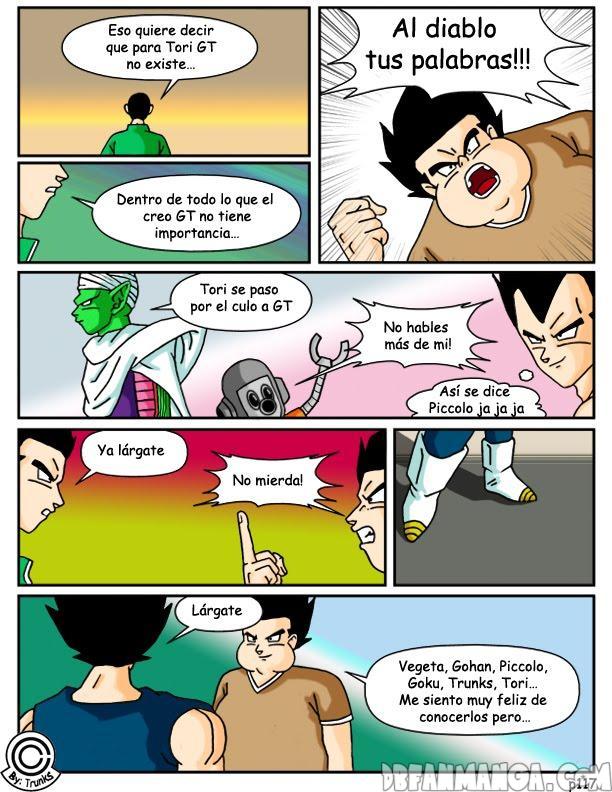 Eso quiere decir
que para Tori GT
no existe...
Al diablo
tus palabras!!!
Dentro de todo lo que el
creo GT no tiene
importancia...
Tori se paso
por el culo a GT
No hables
más de mi!
Así se dice
Piccolo ja ja ja
Ya lárgate
No mierda!
Lárgate
Vegeta, Gohan, Piccolo,
Goku, Trunks, Tori...
Me siento muy feliz de
conocerlos pero...
By: Trunks
DBFANMANGA.COM
p117